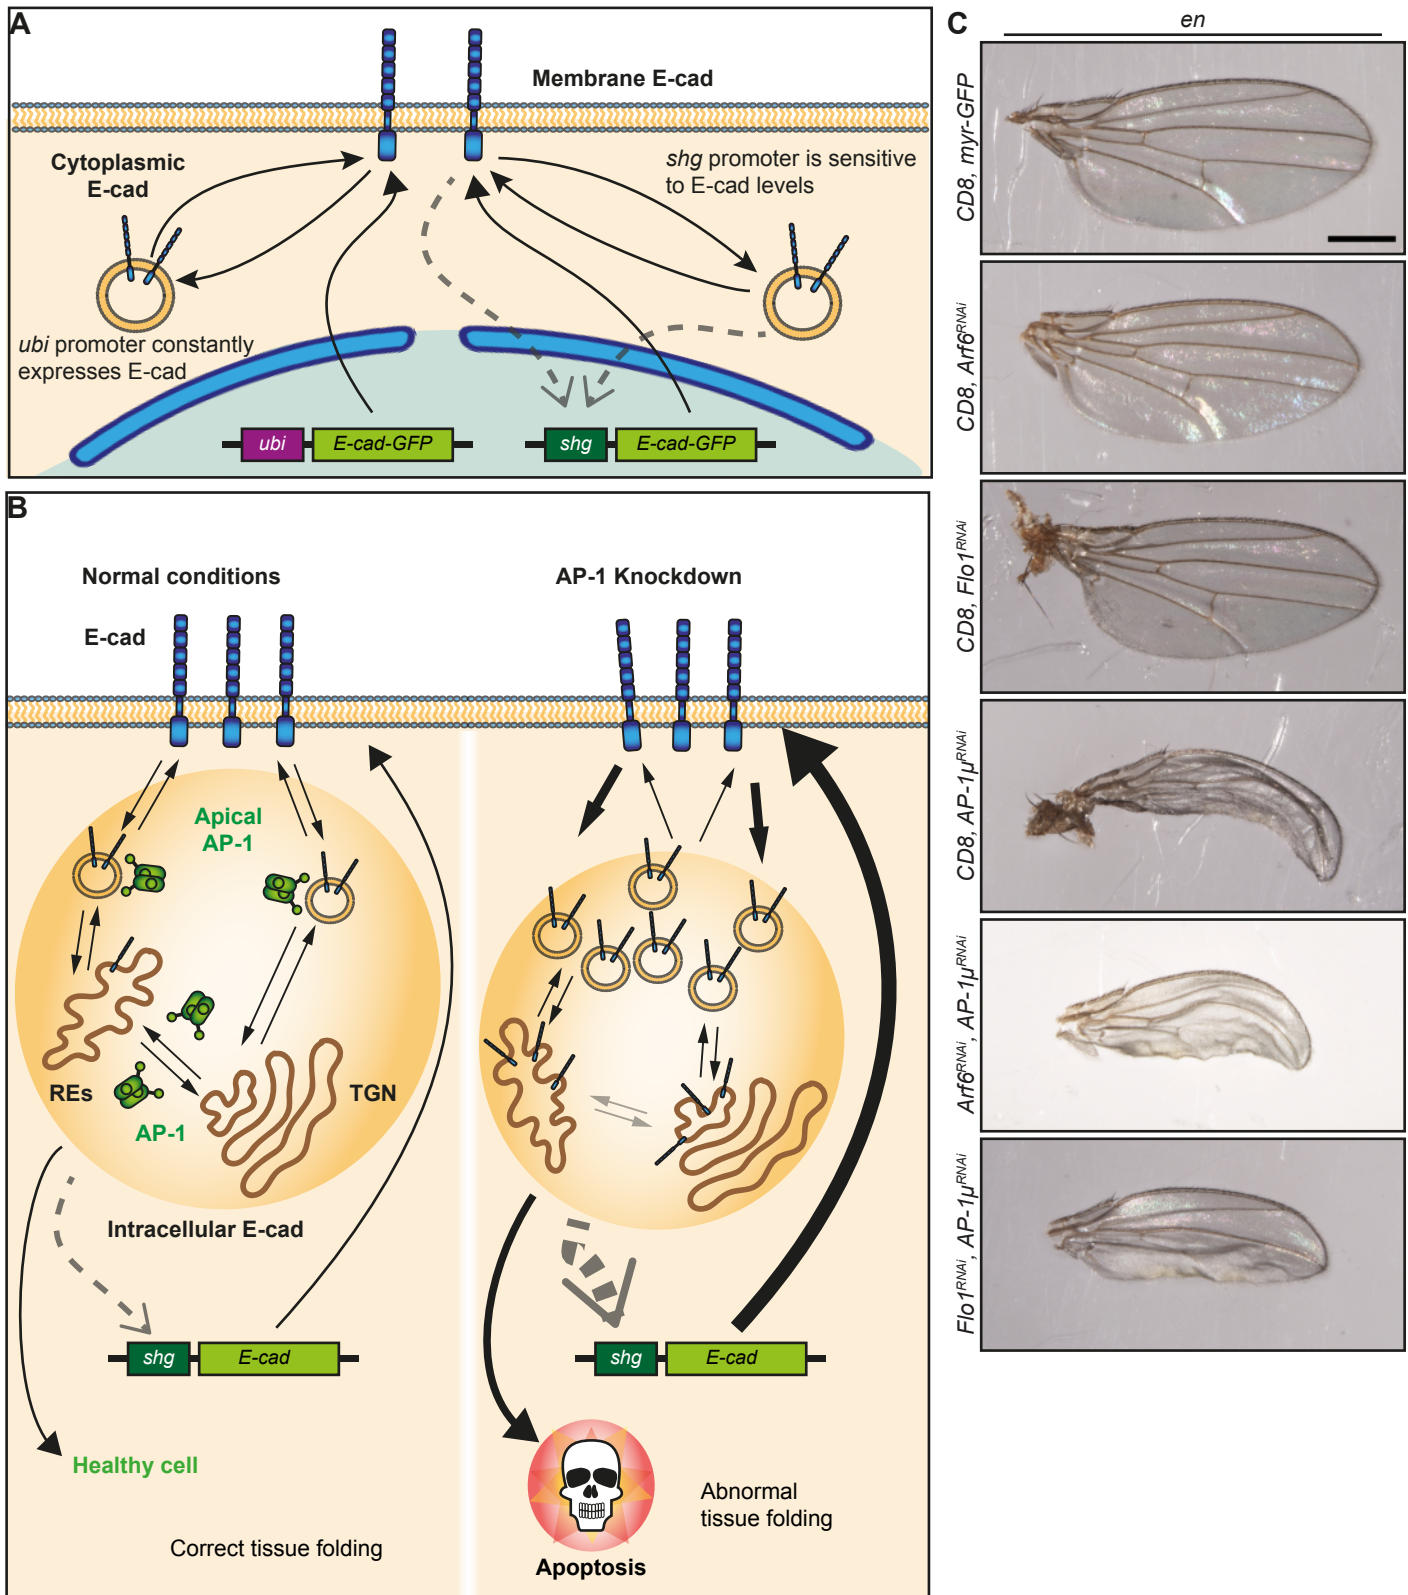 A
Membrane E-cad
Cytoplasmic
E-cad
shg promoter is sensitive
to E-cad levels
ubi promoter constantly
expresses E-cad
ubi
E-cad-GFP
shg
E-cad-GFP
B
Normal conditions
AP-1 Knockdown
E-cad
Apical
AP-1
REs
TGN
AP-1
Intracellular E-cad
shg
E-cad
shg
E-cad
Healthy cell
Correct tissue folding
Apoptosis
Abnormal
tissue folding
C
en
CD8, myr-GFP
CD8, Arf6RNAi
CD8, Flo1RNAi
CD8, AP-1μRNAi
Arf6RNAi, AP-1μRNAi
Flo1RNAi, AP-1μRNAi